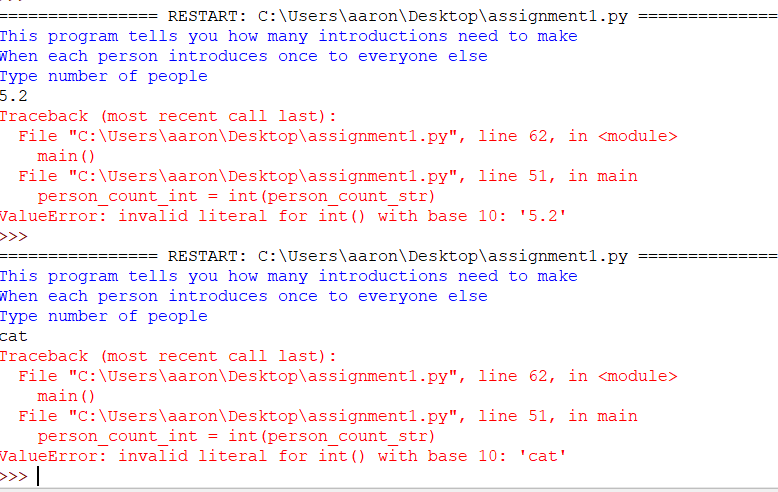 ================ RESTART: C:\Users\aaron\Desktop\assignment1.py ==============
This program tells you how many introductions need to make
When each person introduces once to everyone else
Type number of people
5.2
Traceback (most recent call last):
  File "C:\Users\aaron\Desktop\assignment1.py", line 62, in <module>
    main()
  File "C:\Users\aaron\Desktop\assignment1.py", line 51, in main
    person_count_int = int(person_count_str)
ValueError: invalid literal for int() with base 10: '5.2'
>>>
================ RESTART: C:\Users\aaron\Desktop\assignment1.py ==============
This program tells you how many introductions need to make
When each person introduces once to everyone else
Type number of people
cat
Traceback (most recent call last):
  File "C:\Users\aaron\Desktop\assignment1.py", line 62, in <module>
    main()
  File "C:\Users\aaron\Desktop\assignment1.py", line 51, in main
    person_count_int = int(person_count_str)
ValueError: invalid literal for int() with base 10: 'cat'
>>>